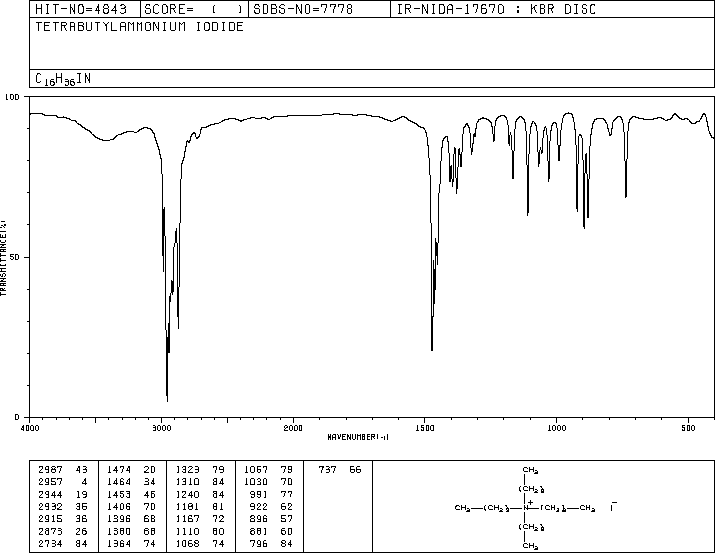 HIT-NO=4843 SCORE= ( ) SDBS-NO=7778 IR-NIDA-17670 : KBR DISC
TETRABUTYLAMMONIUM IODIDE
C16H36IN
100
50
0
TRANSMITTANCE(%)
4000 3000 2000 1500 1000 500
WAVENUMBER(-1)
2987 43 1474 20 1323 79 1067 79 737 66
2957 4 1464 34 1310 84 1030 70
2944 19 1453 46 1240 84 991 77
2932 36 1406 70 1181 81 922 62
2915 36 1396 68 1167 72 896 57
2873 26 1380 68 1110 60 881 60
2734 84 1364 74 1068 74 796 84
CH3
(CH2)3
CH3—(CH2)3—N+—(CH2)3—CH3 I−
(CH2)3
CH3